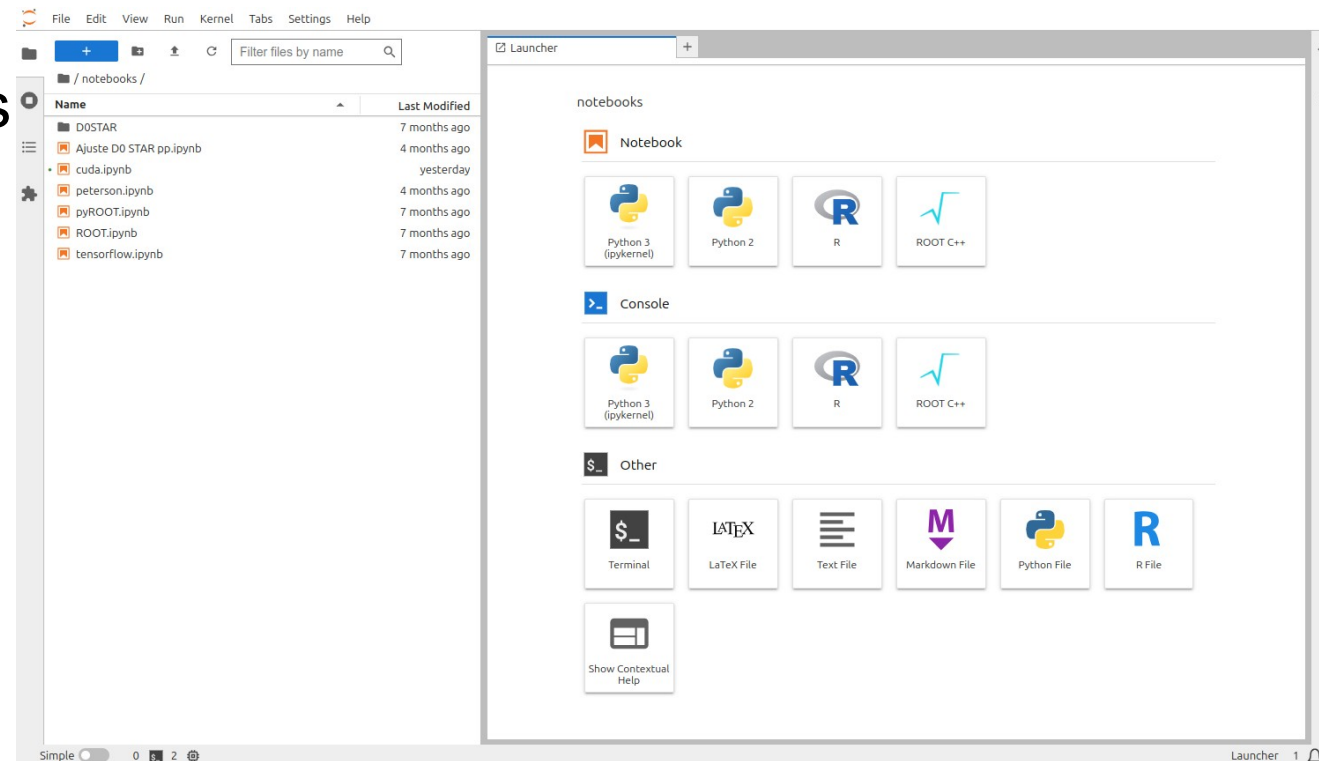 File Edit View Run Kernel Tabs Settings Help
+ Filter files by name
/ notebooks /
s
Name Last Modified
D0STAR 7 months ago
Ajuste D0 STAR pp.ipynb 4 months ago
cuda.ipynb yesterday
peterson.ipynb 4 months ago
pyROOT.ipynb 7 months ago
ROOT.ipynb 7 months ago
tensorflow.ipynb 7 months ago
Launcher +
notebooks
Notebook
Python 3 (ipykernel)
Python 2
R
R
ROOT C++
>_ Console
Python 3 (ipykernel)
Python 2
R
R
ROOT C++
$_ Other
$_
Terminal
LATEX
LaTeX File
Text File
M
Markdown File
Python File
R
R File
Show Contextual Help
Simple 0 $_ 2
Launcher 1